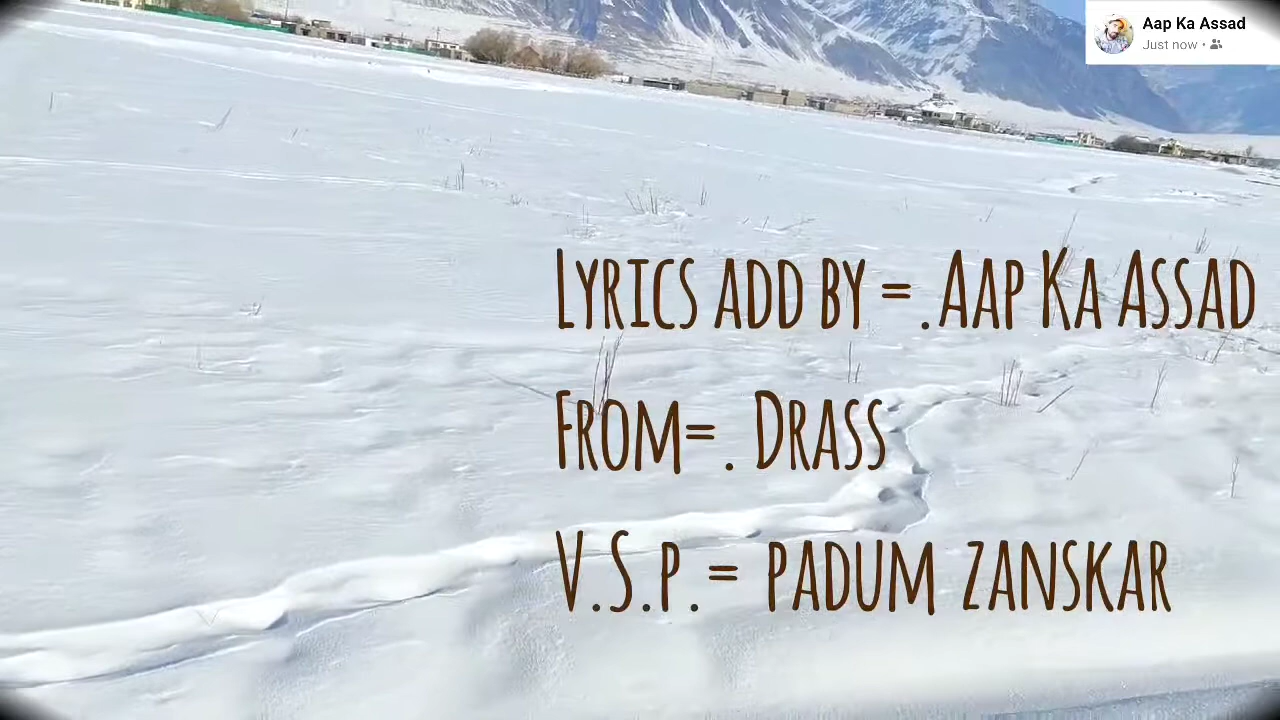 Aap Ka Assad
Just now ·
Lyrics add by = .Aap Ka Assad
From= . Drass
V.S.P. = padum zanskar